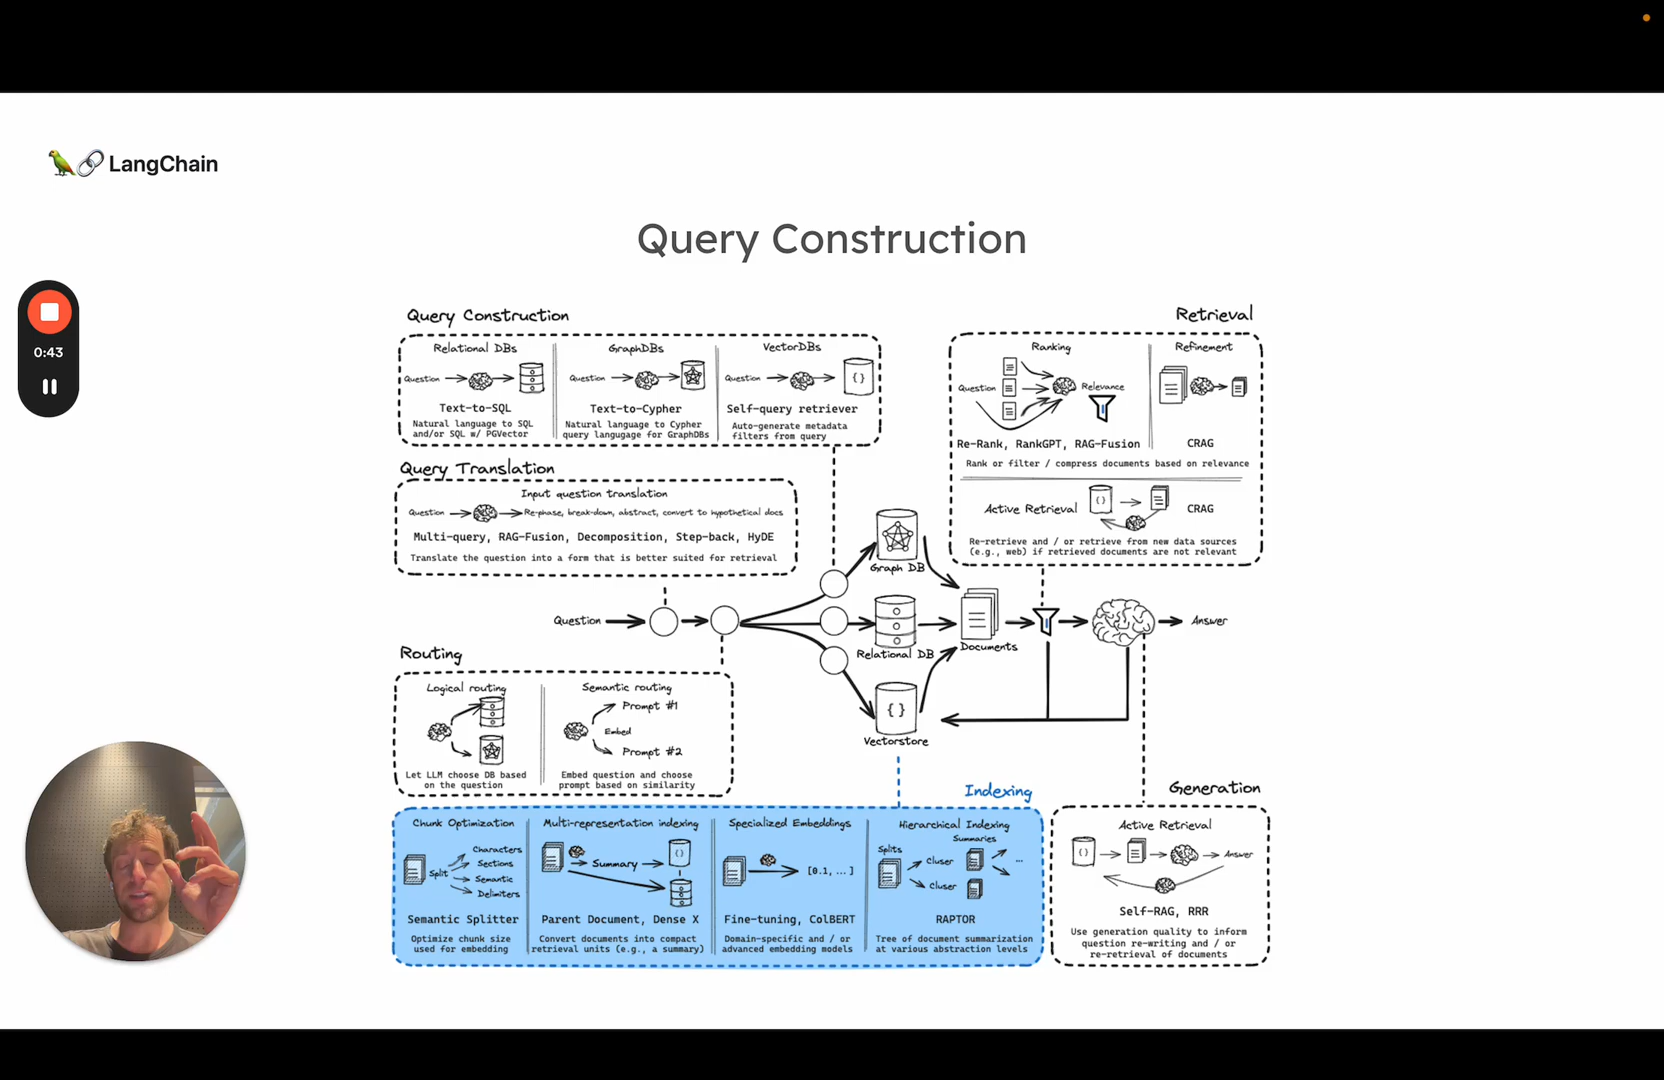 LangChain
Query Construction
0:43
Query Construction
Relational DBs
Question
Text-to-SQL
Natural language to SQL
and/or SQL w/ PGVector
GraphDBs
Question
Text-to-Cypher
Natural language to Cypher
query langugage for GraphDBs
VectorDBs
Question
{}
Self-query retriever
Auto-generate metadata
filters from query
Retrieval
Ranking
Question
Relevance
Re-Rank, RankGPT, RAG-Fusion
Refinement
CRAG
Rank or filter / compress documents based on relevance
Active Retrieval
{}
CRAG
Re-retrieve and / or retrieve from new data sources
(e.g., web) if retrieved documents are not relevant
Query Translation
Input question translation
Question
Re-phase, break-down, abstract, convert to hypothetical docs
Multi-query, RAG-Fusion, Decomposition, Step-back, HyDE
Translate the question into a form that is better suited for retrieval
Question
Graph DB
Relational DB
Documents
Answer
{}
Vectorstore
Routing
Logical routing
Let LLM choose DB based
on the question
Semantic routing
Prompt #1
Embed
Prompt #2
Embed question and choose
prompt based on similarity
Indexing
Chunk Optimization
Split
Characters
Sections
Semantic
Delimiters
Semantic Splitter
Optimize chunk size
used for embedding
Multi-representation indexing
Summary
{}
Parent Document, Dense X
Convert documents into compact
retrieval units (e.g., a summary)
Specialized Embeddings
[0.1, ...]
Fine-tuning, ColBERT
Domain-specific and / or
advanced embedding models
Hierarchical Indexing
Summaries
Splits
Cluser
Cluser
...
RAPTOR
Tree of document summarization
at various abstraction levels
Generation
Active Retrieval
{}
Answer
Self-RAG, RRR
Use generation quality to inform
question re-writing and / or
re-retrieval of documents